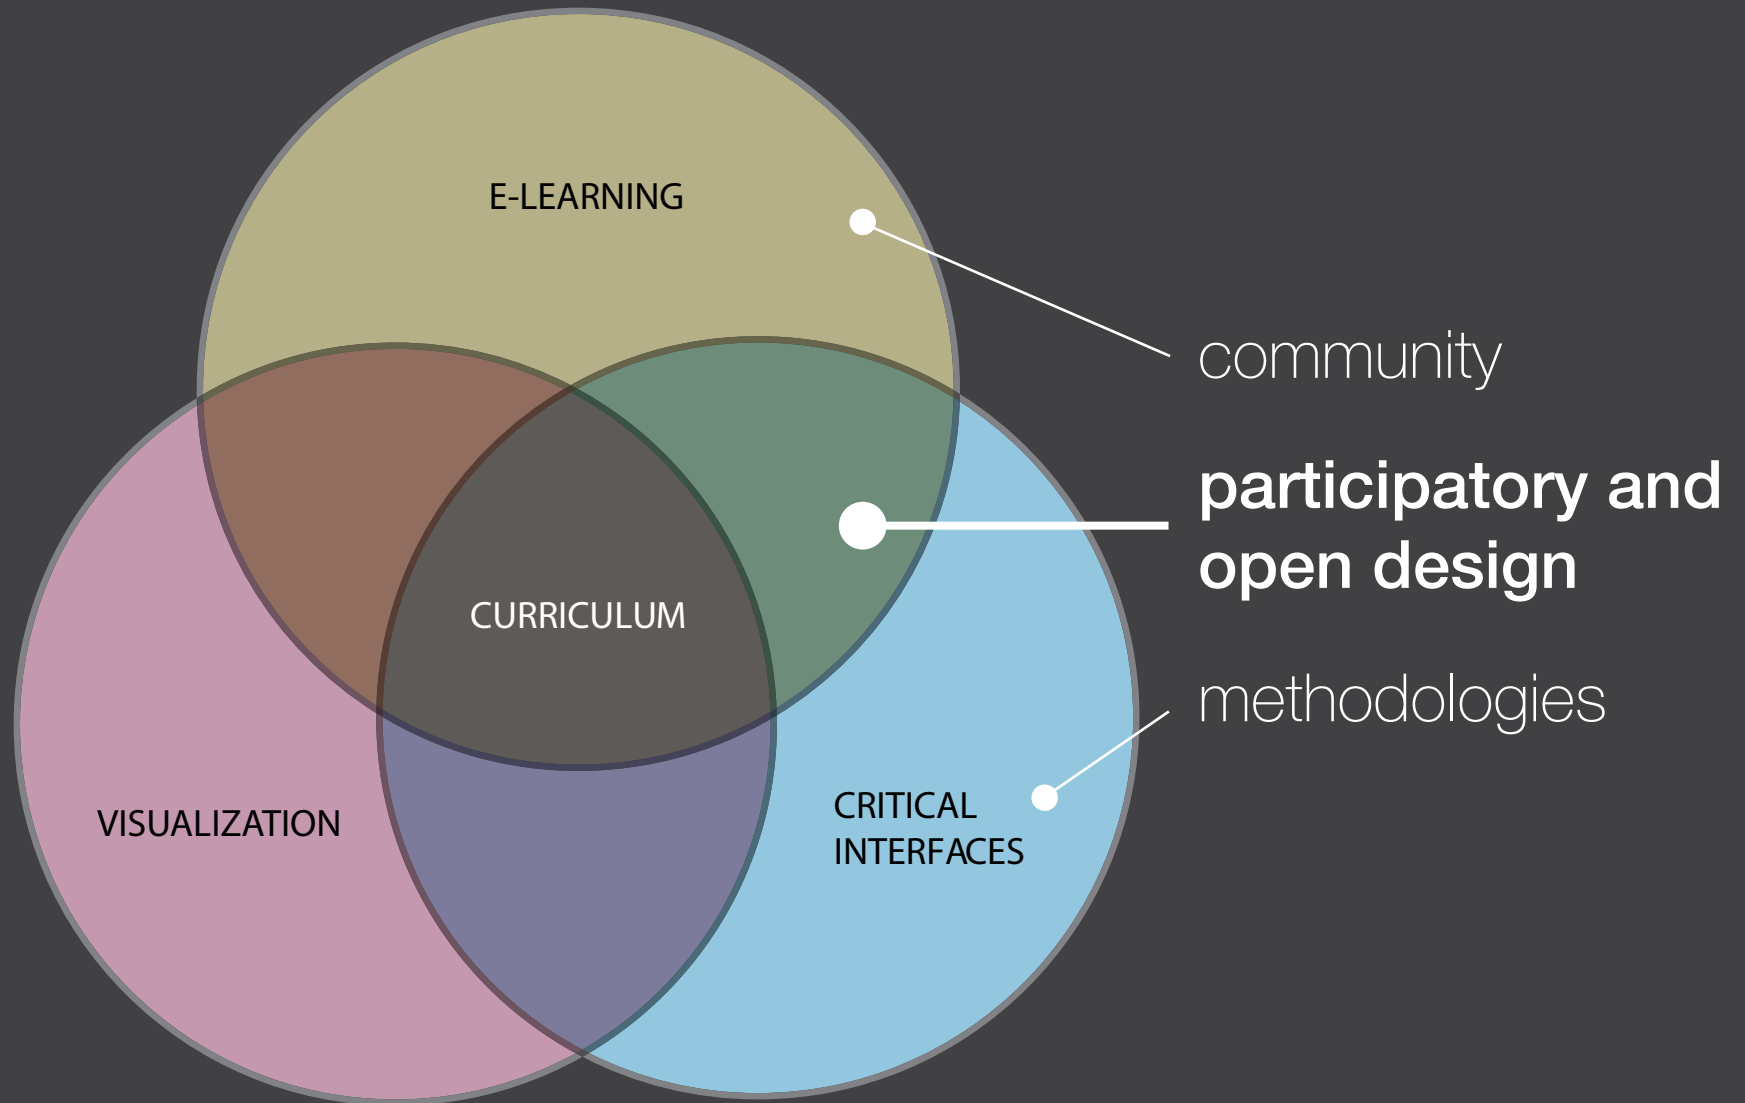 E-LEARNING
community
participatory and
open design
CURRICULUM
methodologies
VISUALIZATION
CRITICAL
INTERFACES